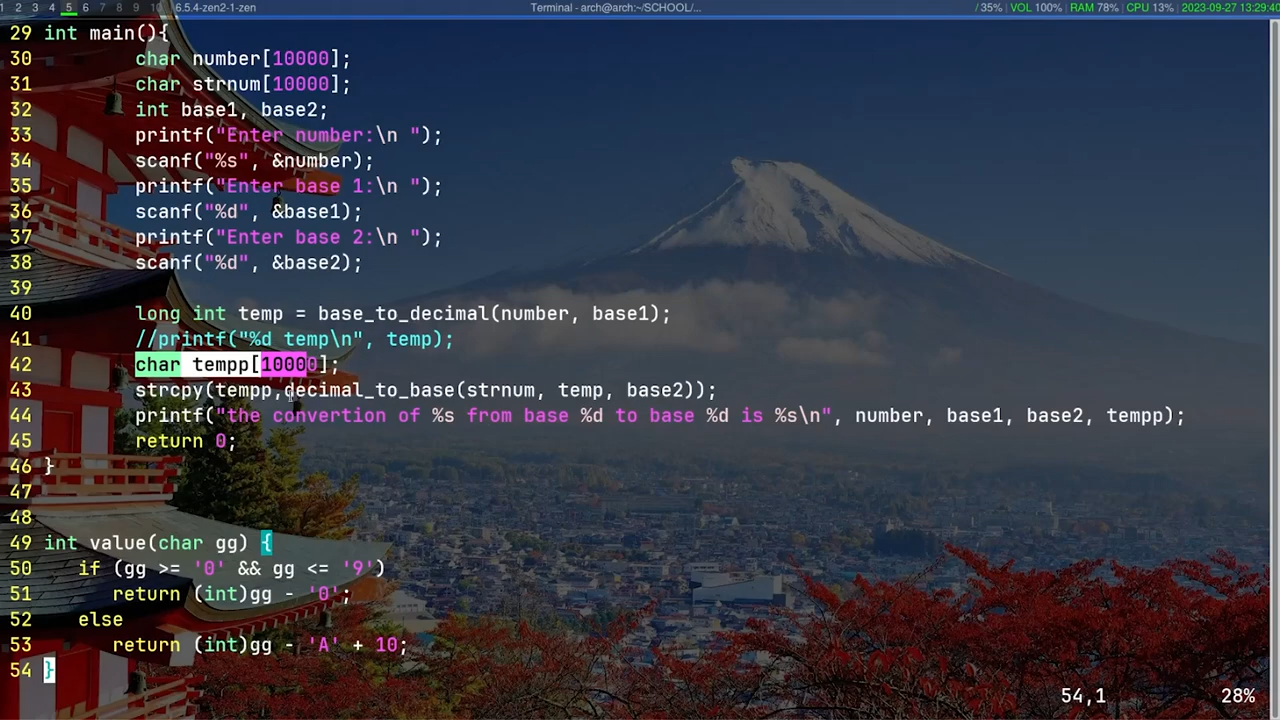 1 2 3 4 5 6 7 8 9 10 6.5.4-zen2-1-zen Terminal - arch@arch:~/SCHOOL/... / 35% VOL 100% RAM 78% CPU 13% 2023-09-27 13:29:40
29 int main(){
30 char number[10000];
31 char strnum[10000];
32 int base1, base2;
33 printf("Enter number:\n ");
34 scanf("%s", &number);
35 printf("Enter base 1:\n ");
36 scanf("%d", &base1);
37 printf("Enter base 2:\n ");
38 scanf("%d", &base2);
39
40 long int temp = base_to_decimal(number, base1);
41 //printf("%d temp\n", temp);
42 char tempp[10000];
43 strcpy(tempp,decimal_to_base(strnum, temp, base2));
44 printf("the convertion of %s from base %d to base %d is %s\n", number, base1, base2, tempp);
45 return 0;
46 }
47
48
49 int value(char gg) {
50 if (gg >= '0' && gg <= '9')
51 return (int)gg - '0';
52 else
53 return (int)gg - 'A' + 10;
54 }
54,1 28%